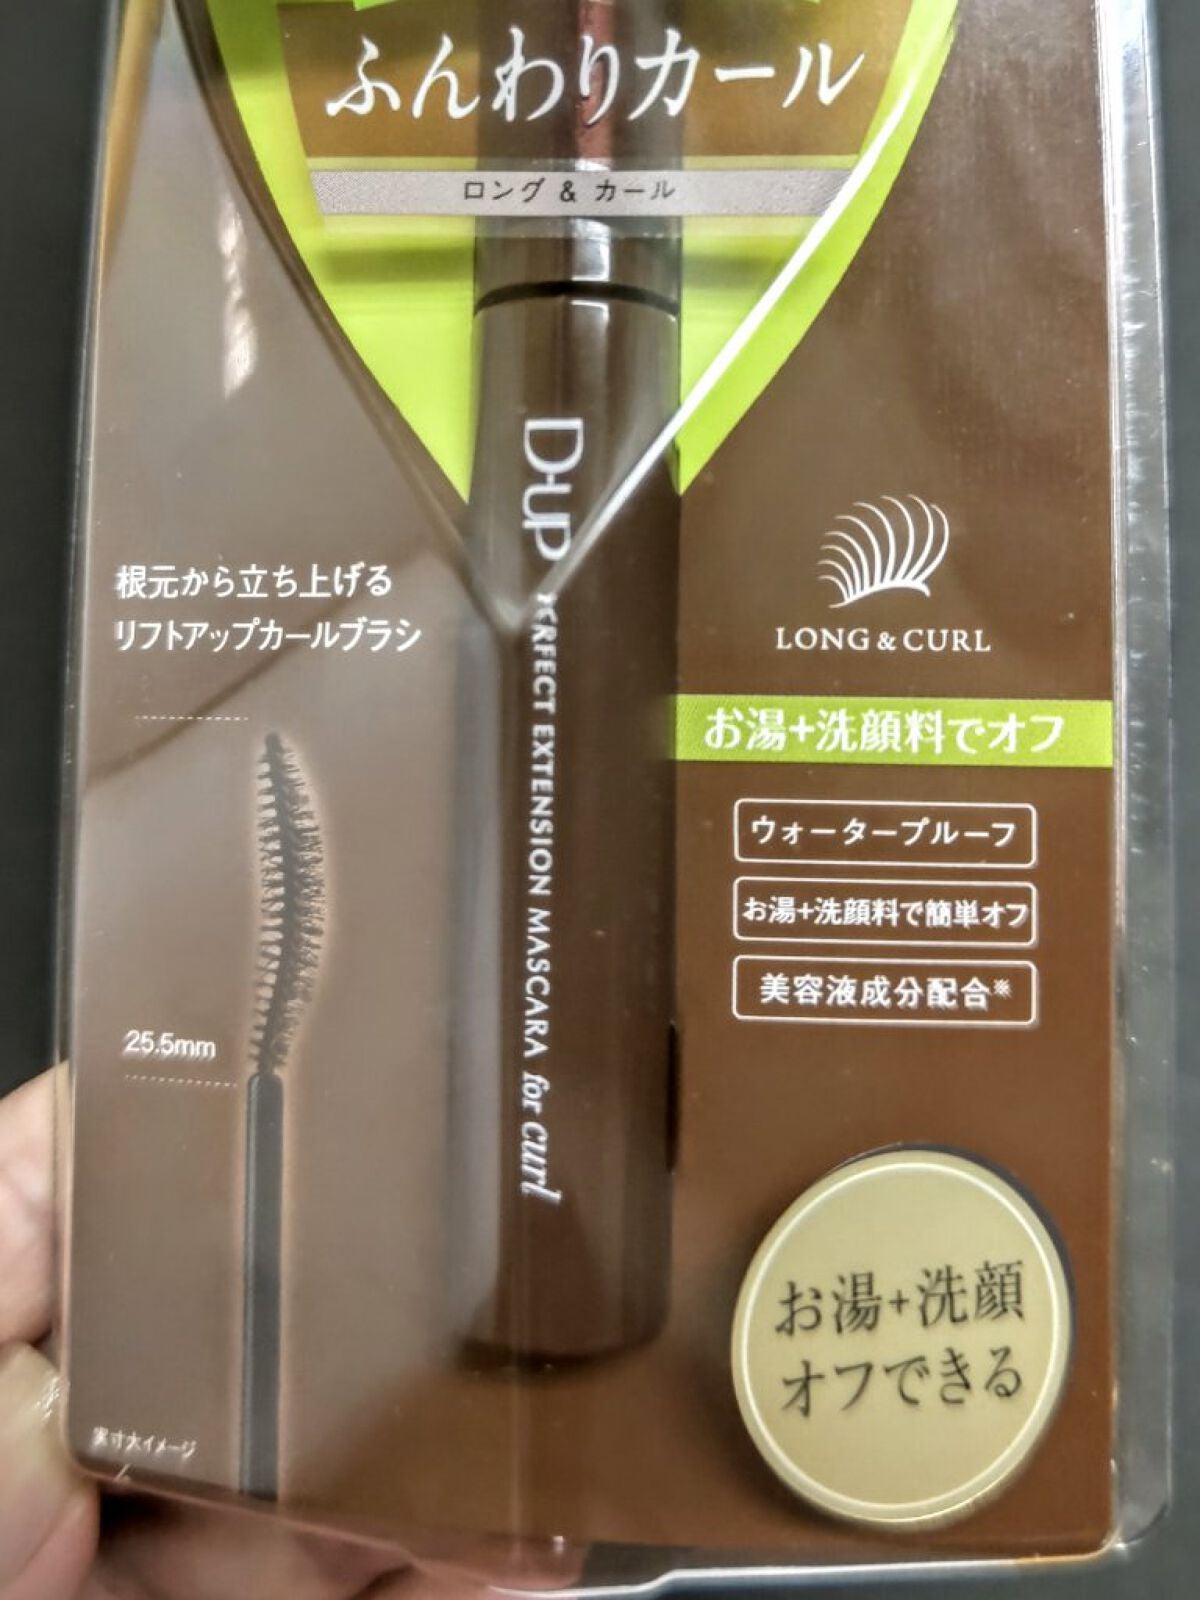 ふんわりカール
ロング & カール
D-UP
PERFECT EXTENSION MASCARA for curl
根元から立ち上げる
リフトアップカールブラシ
25.5mm
実寸大イメージ
LONG & CURL
お湯+洗顔料でオフ
ウォータープルーフ
お湯+洗顔料で簡単オフ
美容液成分配合※
お湯+洗顔
オフできる